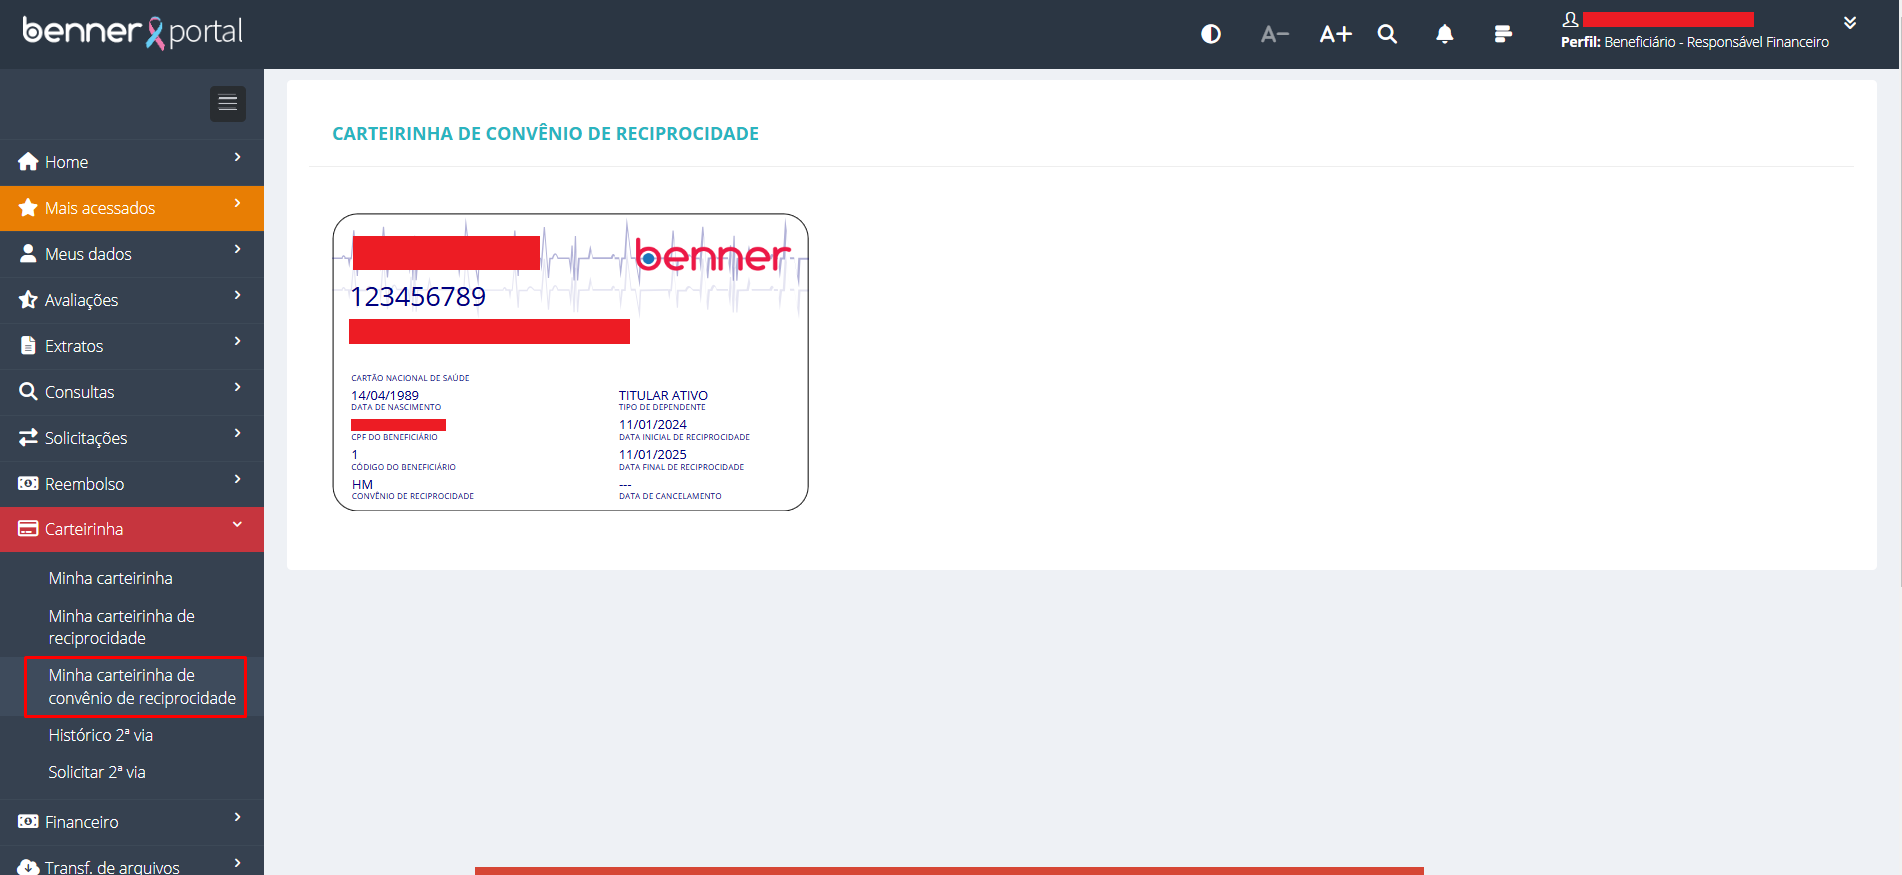 benner portal
A-
A+
Perfil: Beneficiário - Responsável Financeiro
Home
Mais acessados
Meus dados
Avaliações
Extratos
Consultas
Solicitações
Reembolso
Carteirinha
Minha carteirinha
Minha carteirinha de
reciprocidade
Minha carteirinha de
convênio de reciprocidade
Histórico 2ª via
Solicitar 2ª via
Financeiro
Transf. de arquivos
CARTEIRINHA DE CONVÊNIO DE RECIPROCIDADE
benner
123456789
CARTÃO NACIONAL DE SAÚDE
14/04/1989
DATA DE NASCIMENTO
CPF DO BENEFICIÁRIO
1
CÓDIGO DO BENEFICIÁRIO
HM
CONVÊNIO DE RECIPROCIDADE
TITULAR ATIVO
TIPO DE DEPENDENTE
11/01/2024
DATA INICIAL DE RECIPROCIDADE
11/01/2025
DATA FINAL DE RECIPROCIDADE
---
DATA DE CANCELAMENTO